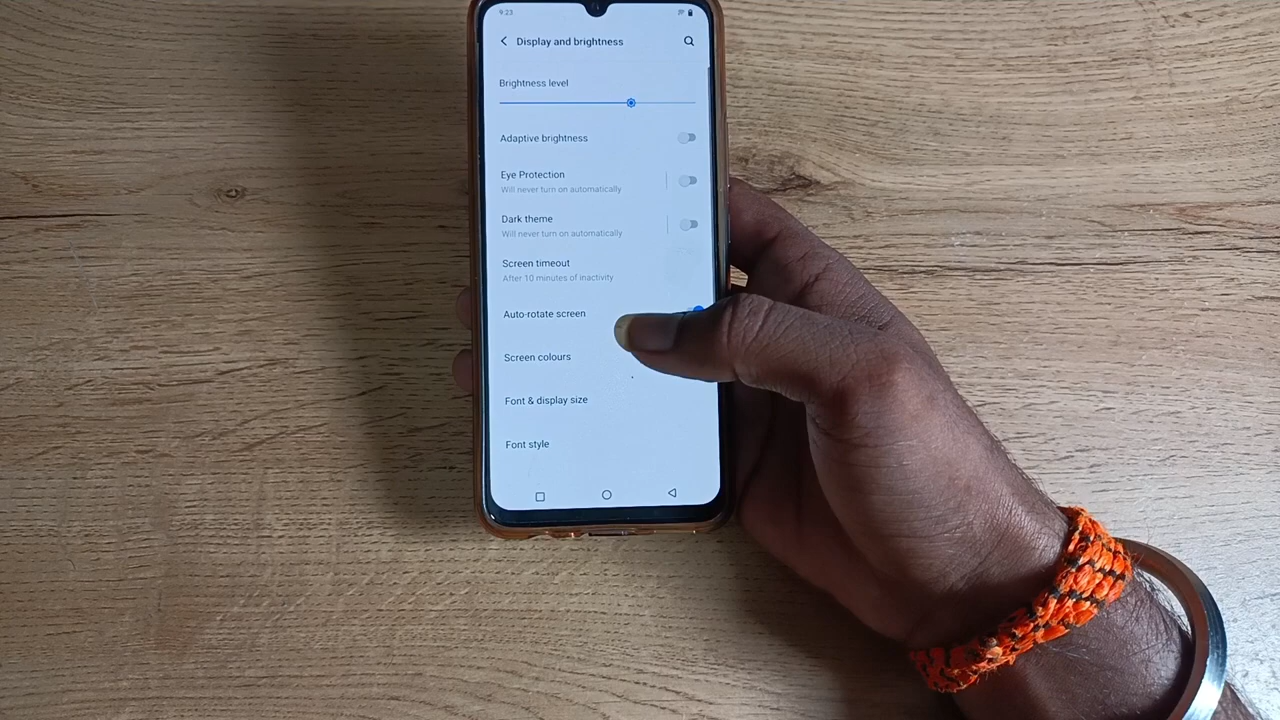 9:23
Display and brightness
Brightness level
Adaptive brightness
Eye Protection
Will never turn on automatically
Dark theme
Will never turn on automatically
Screen timeout
After 10 minutes of inactivity
Auto-rotate screen
Screen colours
Font & display size
Font style